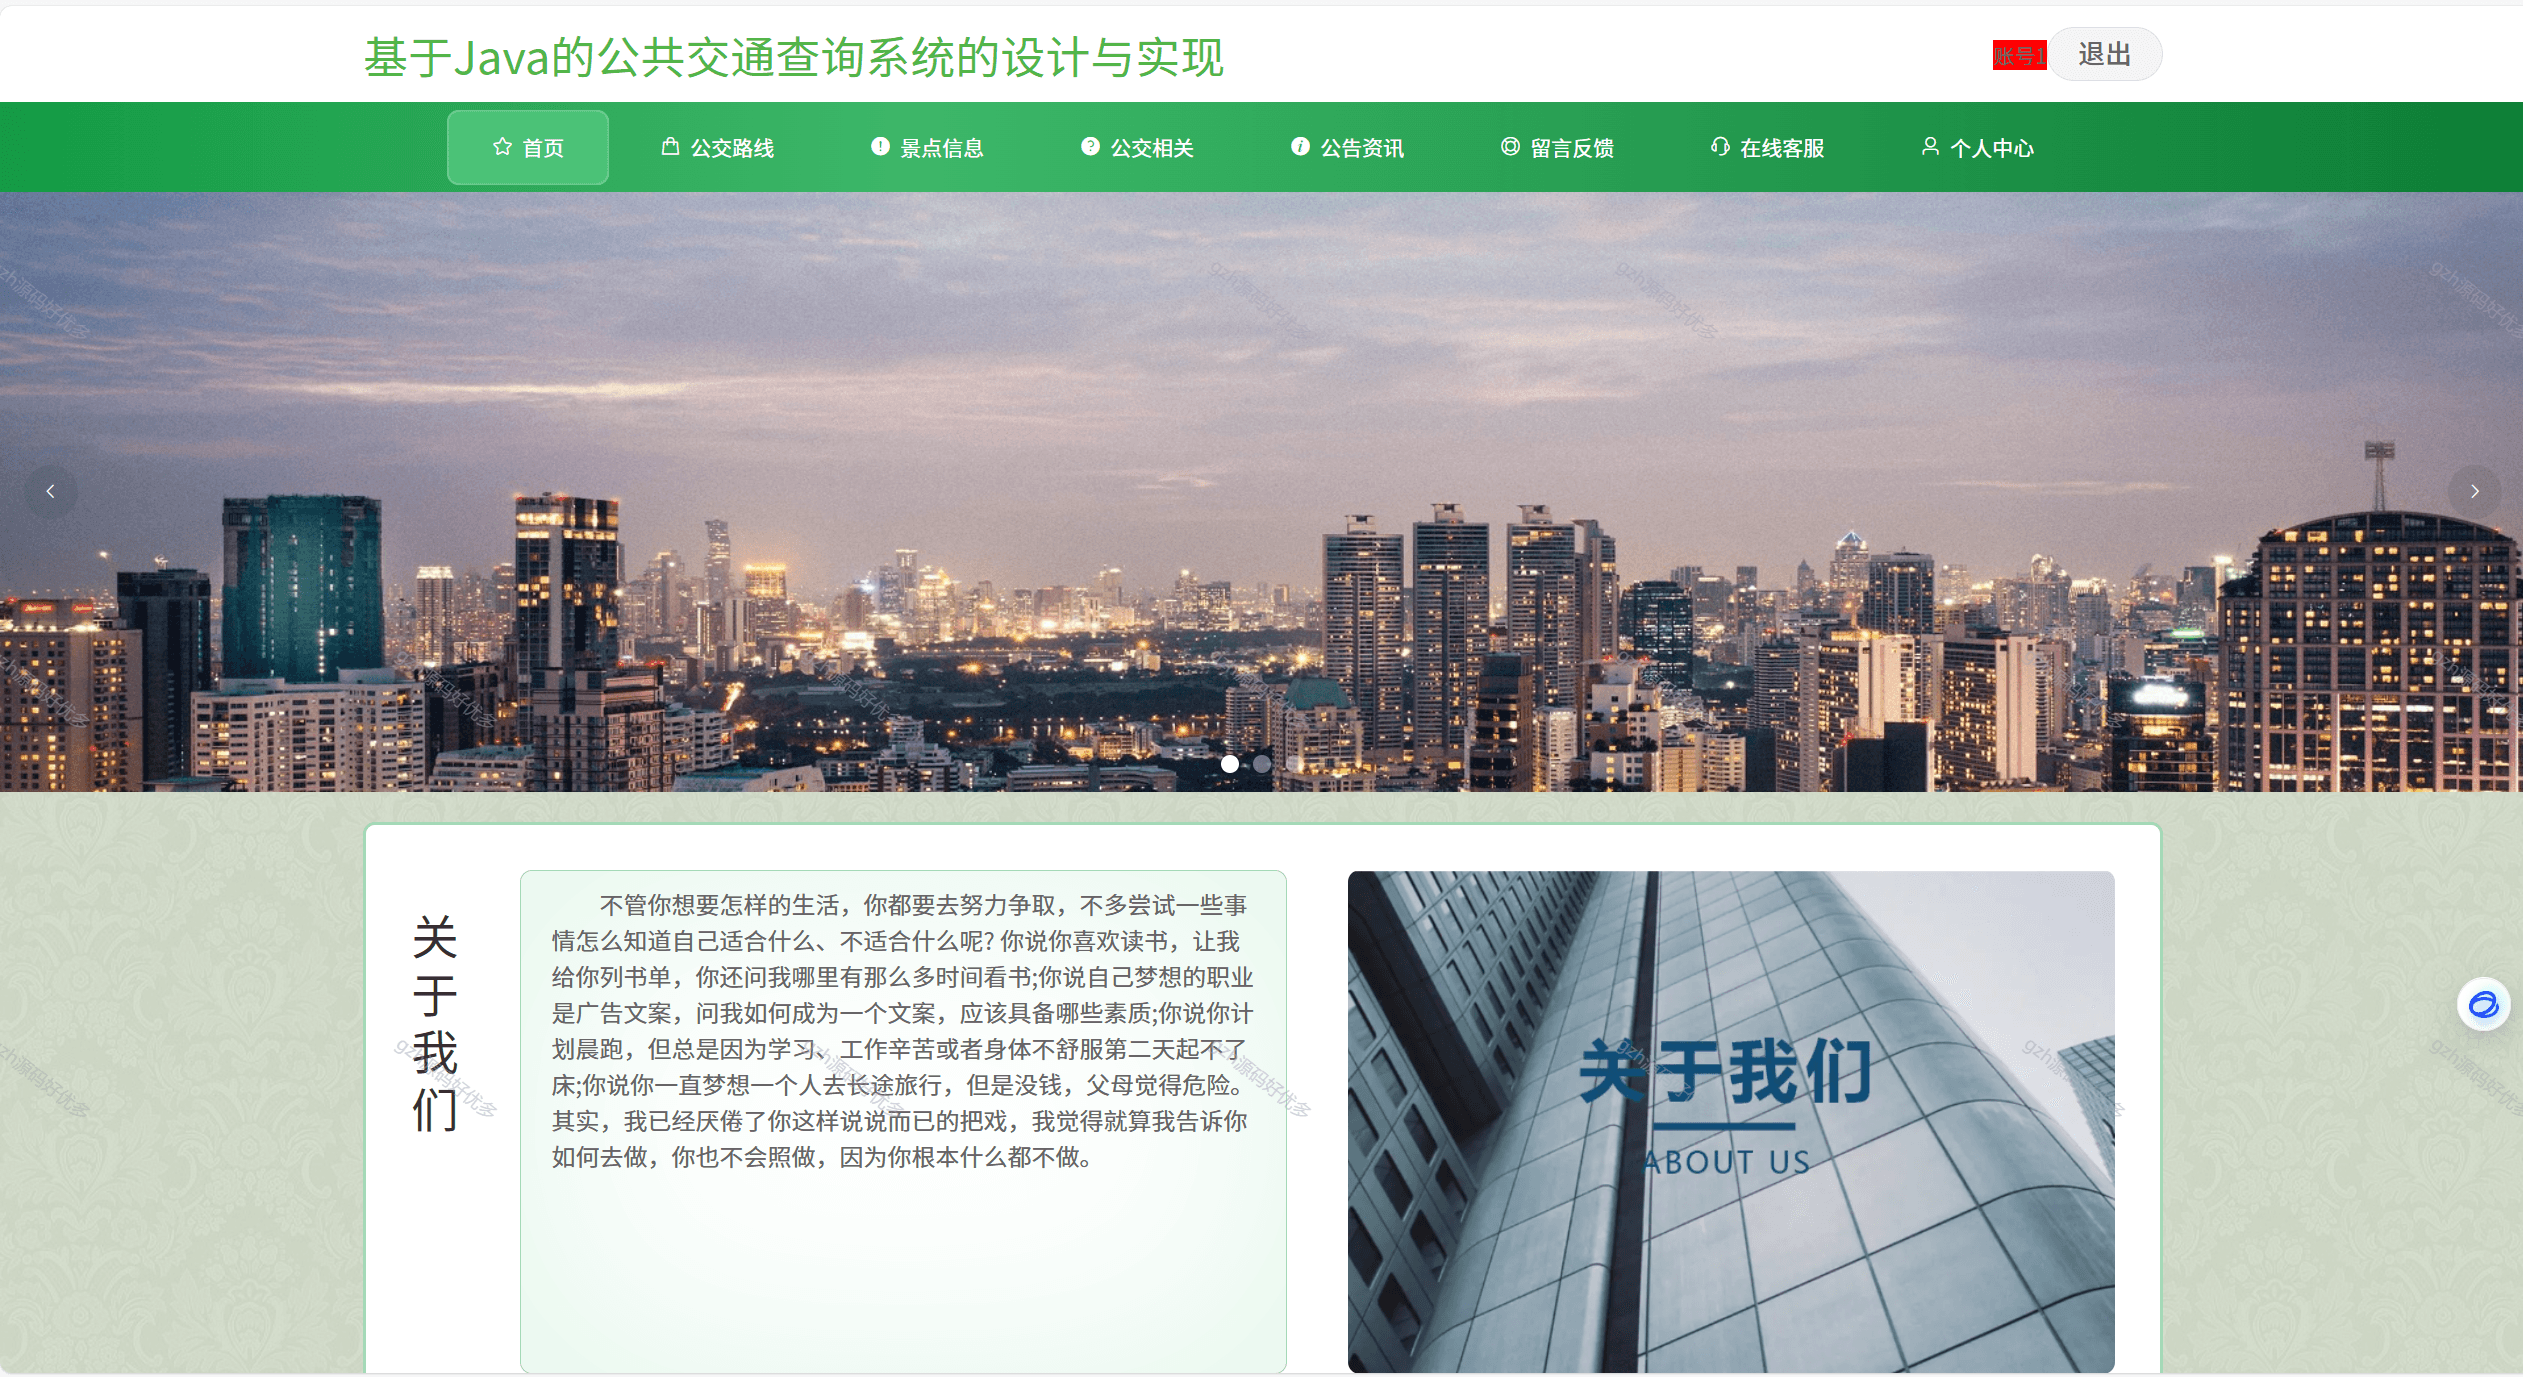 基于Java的公共交通查询系统的设计与实现
账号1
退出
首页
公交路线
景点信息
公交相关
公告资讯
留言反馈
在线客服
个人中心
关于我们
不管你想要怎样的生活，你都要去努力争取，不多尝试一些事
情怎么知道自己适合什么、不适合什么呢? 你说你喜欢读书，让我
给你列书单，你还问我哪里有那么多时间看书;你说自己梦想的职业
是广告文案，问我如何成为一个文案，应该具备哪些素质;你说你计
划晨跑，但总是因为学习、工作辛苦或者身体不舒服第二天起不了
床;你说你一直梦想一个人去长途旅行，但是没钱，父母觉得危险。
其实，我已经厌倦了你这样说说而已的把戏，我觉得就算我告诉你
如何去做，你也不会照做，因为你根本什么都不做。
关于我们
ABOUT US
gzh源码好优多